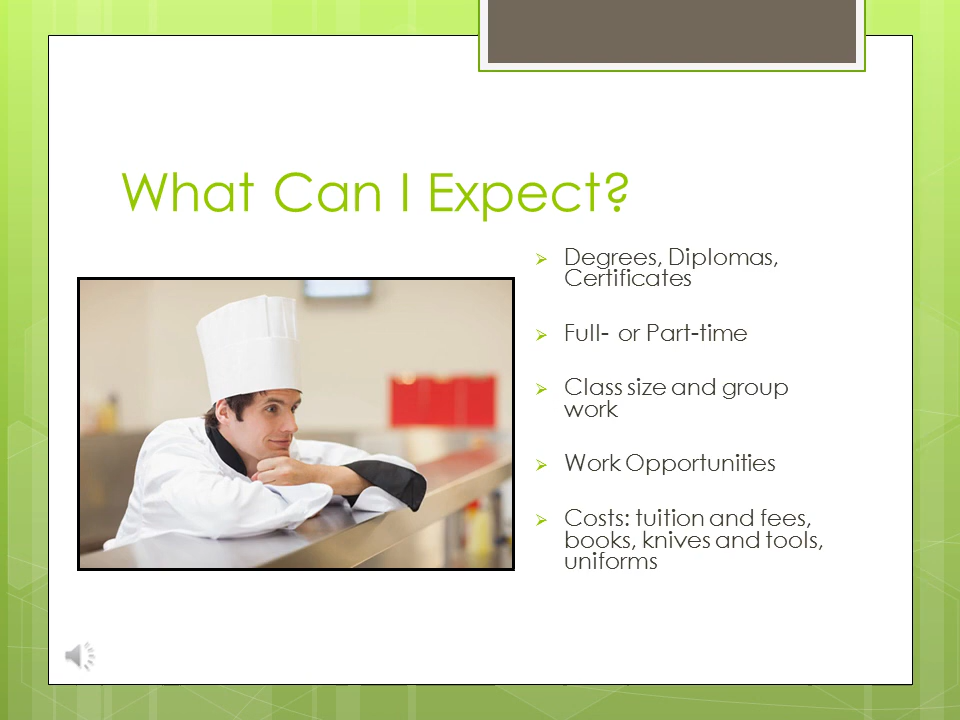 What Can I Expect?
➢ Degrees, Diplomas,
Certificates
➢ Full- or Part-time
➢ Class size and group
work
➢ Work Opportunities
➢ Costs: tuition and fees,
books, knives and tools,
uniforms